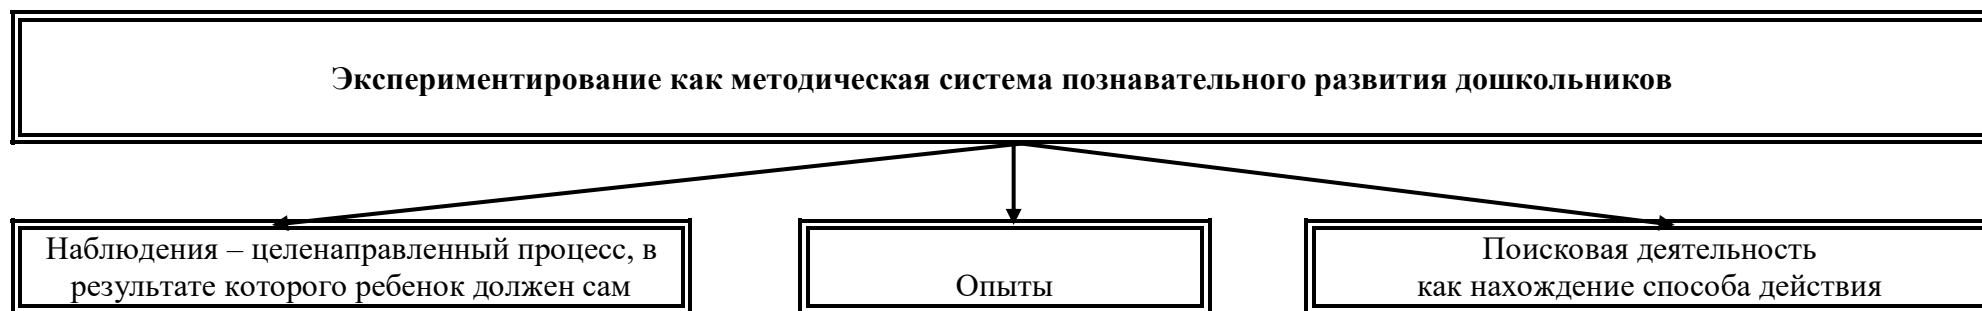 Экспериментирование как методическая система познавательного развития дошкольников
Наблюдения – целенаправленный процесс, в
результате которого ребенок должен сам
Опыты
Поисковая деятельность
как нахождение способа действия